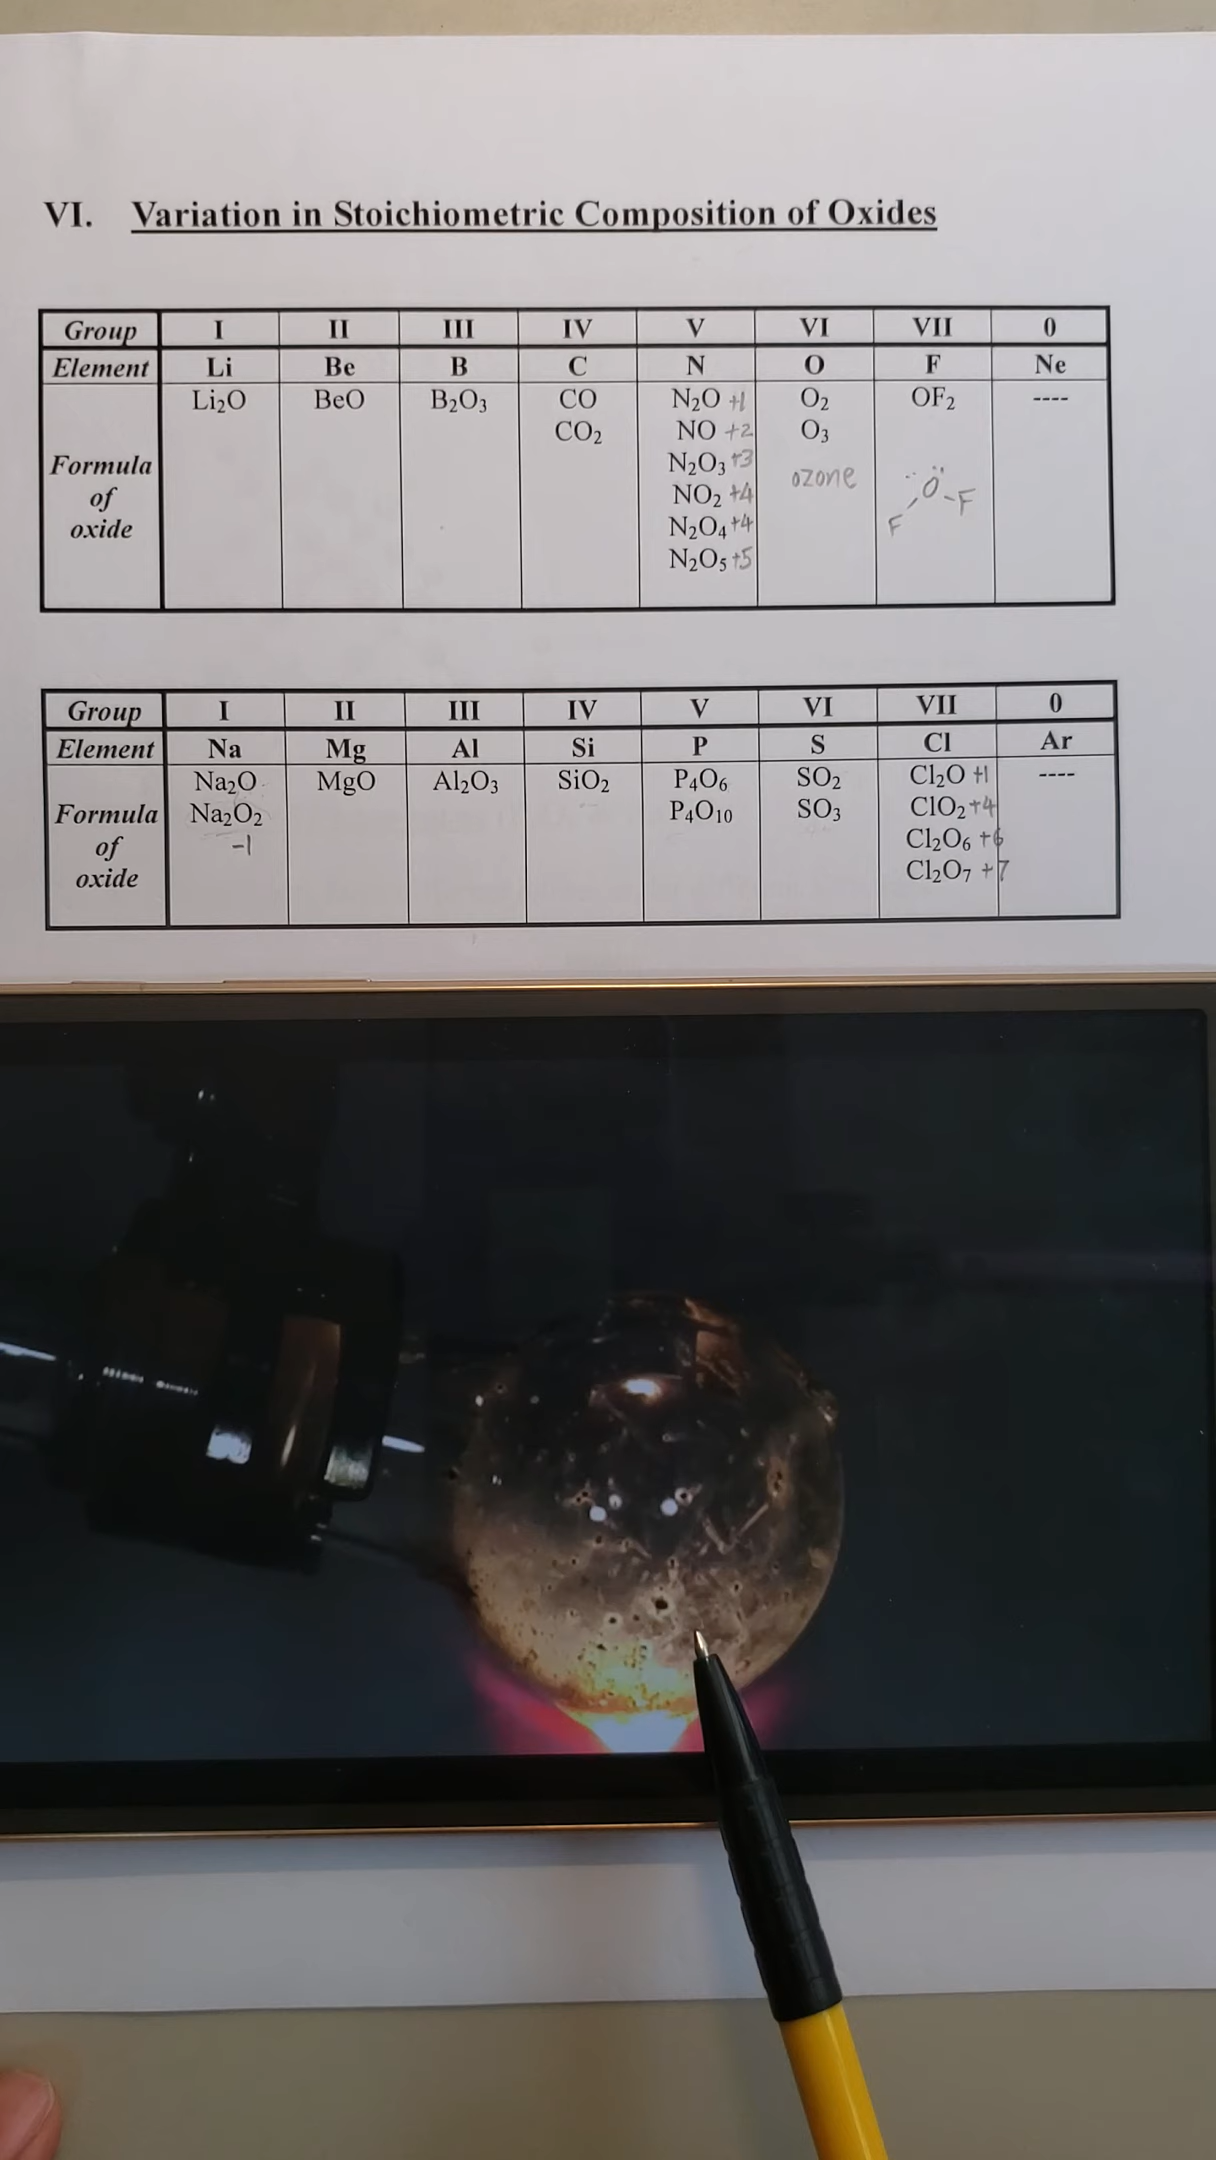 VI. Variation in Stoichiometric Composition of Oxides
Group I II III IV V VI VII 0
Element Li Be B C N O F Ne
Formula of oxide
Li₂O BeO B₂O₃ CO N₂O +1 O₂ OF₂ ----
CO₂ NO +2 O₃
N₂O₃ +3 ozone
NO₂ +4 O F
N₂O₄ +4 F
N₂O₅ +5
Group I II III IV V VI VII 0
Element Na Mg Al Si P S Cl Ar
Formula of oxide
Na₂O MgO Al₂O₃ SiO₂ P₄O₆ SO₂ Cl₂O +1 ----
Na₂O₂ P₄O₁₀ SO₃ ClO₂ +4
-1 Cl₂O₆ +6
Cl₂O₇ +7